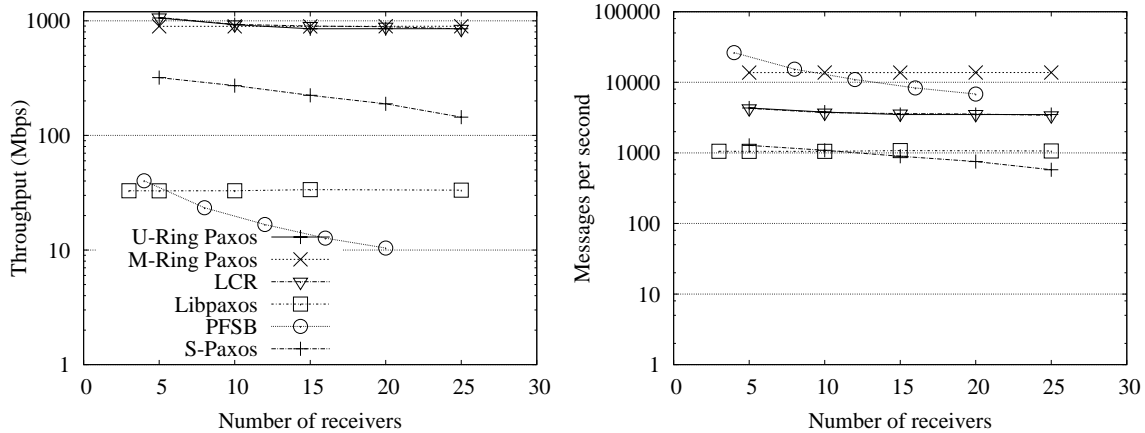 1000
100
10
1
0 5 10 15 20 25 30
Throughput (Mbps)
Number of receivers
U-Ring Paxos
M-Ring Paxos
LCR
Libpaxos
PFSB
S-Paxos
100000
10000
1000
100
10
1
0 5 10 15 20 25 30
Messages per second
Number of receivers